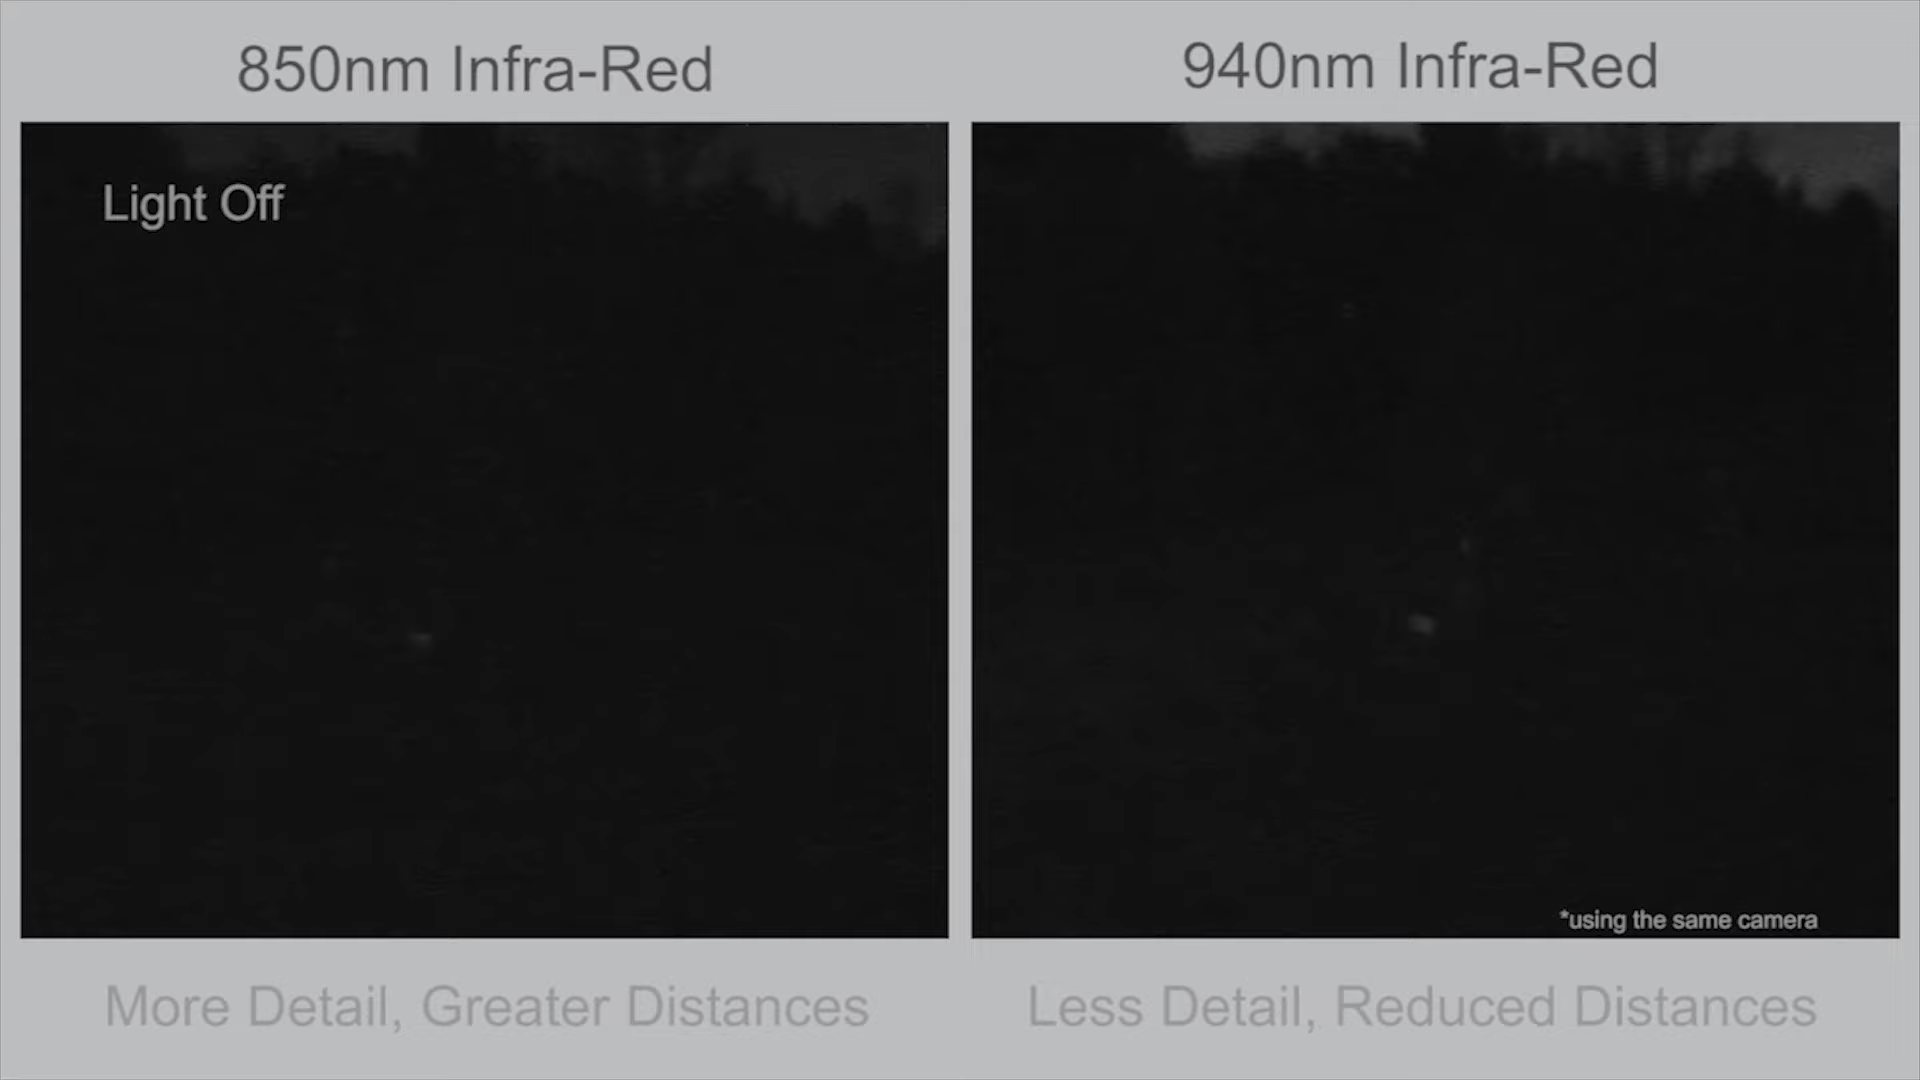 850nm Infra-Red
940nm Infra-Red
Light Off
*using the same camera
More Detail, Greater Distances
Less Detail, Reduced Distances